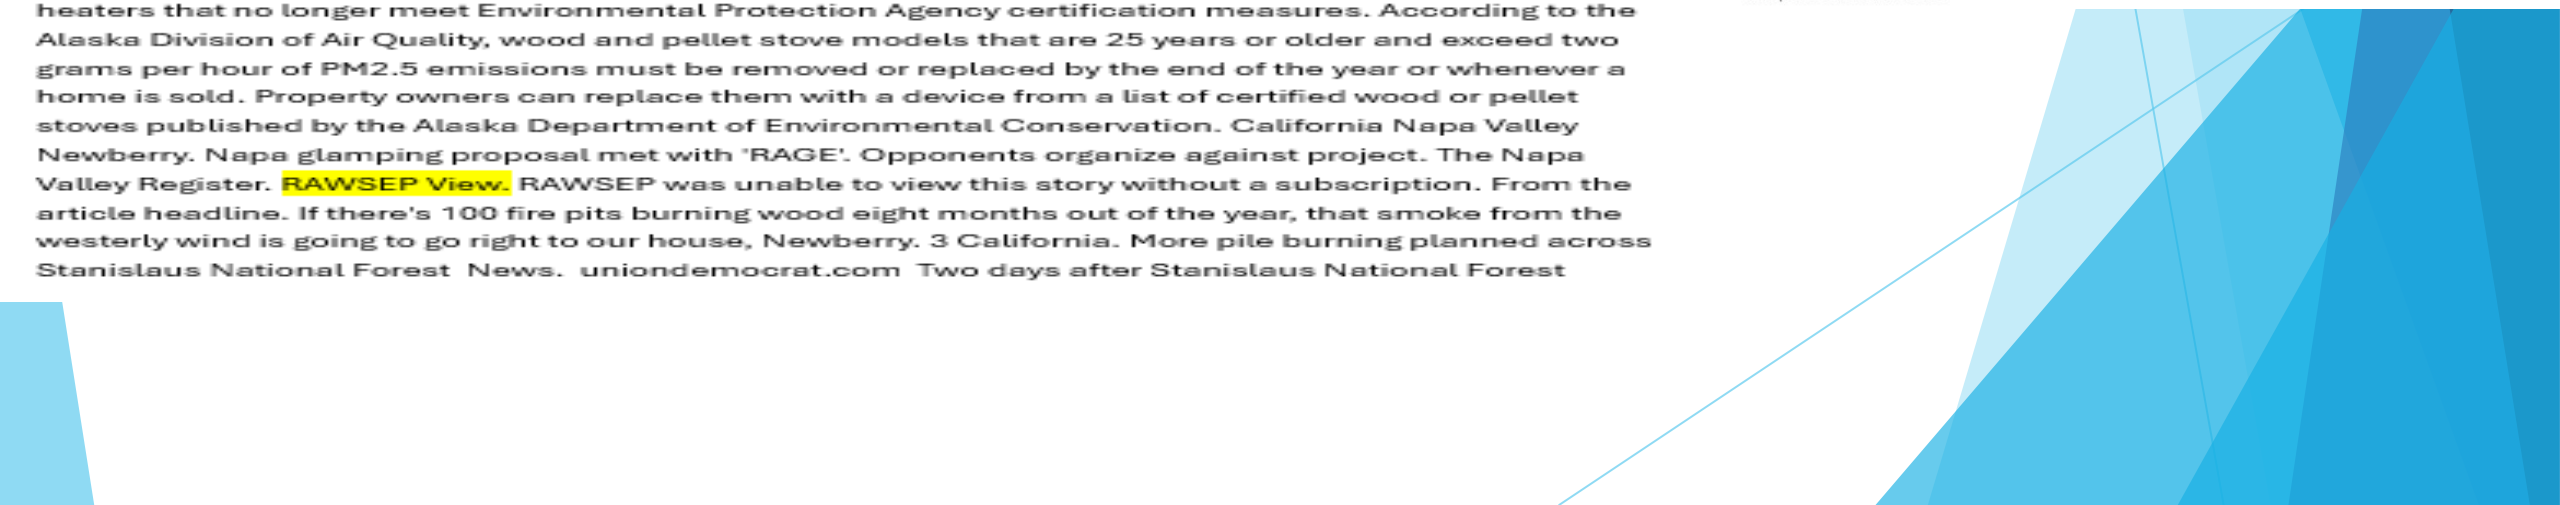 heaters that no longer meet Environmental Protection Agency certification measures. According to the
Alaska Division of Air Quality, wood and pellet stove models that are 25 years or older and exceed two
grams per hour of PM2.5 emissions must be removed or replaced by the end of the year or whenever a
home is sold. Property owners can replace them with a device from a list of certified wood or pellet
stoves published by the Alaska Department of Environmental Conservation. California Napa Valley
Newberry. Napa glamping proposal met with 'RAGE'. Opponents organize against project. The Napa
Valley Register. RAWSEP View. RAWSEP was unable to view this story without a subscription. From the
article headline. If there's 100 fire pits burning wood eight months out of the year, that smoke from the
westerly wind is going to go right to our house, Newberry. 3 California. More pile burning planned across
Stanislaus National Forest News. uniondemocrat.com Two days after Stanislaus National Forest